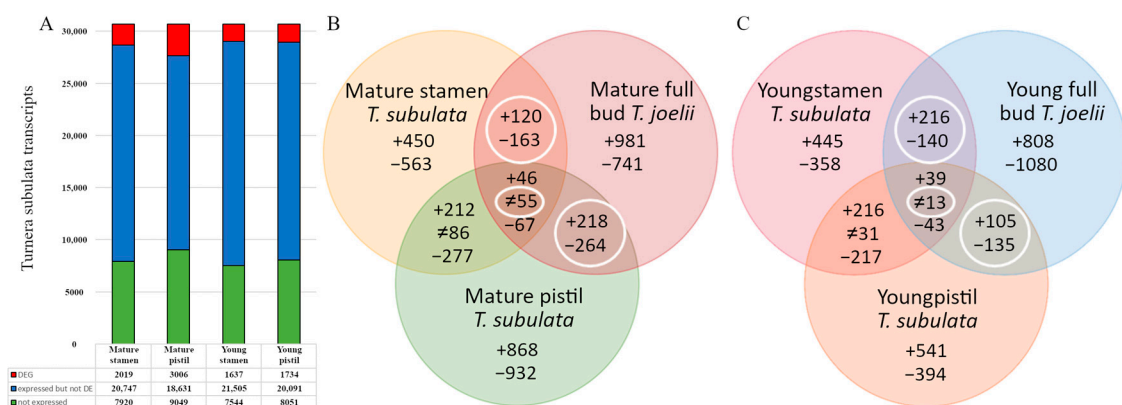 A
Turnera subulata transcripts
30,000
25,000
20,000
15,000
10,000
5000
0
Mature stamen
Mature pistil
Young stamen
Young pistil
DEG 2019 3006 1637 1734
expressed but not DE 20,747 18,631 21,505 20,091
not expressed 7920 9049 7544 8051
B
Mature stamen
T. subulata
+450
−563
Mature full
bud T. joelii
+981
−741
+120
−163
+46
≠55
−67
+212
≠86
−277
+218
−264
Mature pistil
T. subulata
+868
−932
C
Youngstamen
T. subulata
+445
−358
Young full
bud T. joelii
+808
−1080
+216
−140
+39
≠13
−43
+216
≠31
−217
+105
−135
Youngpistil
T. subulata
+541
−394